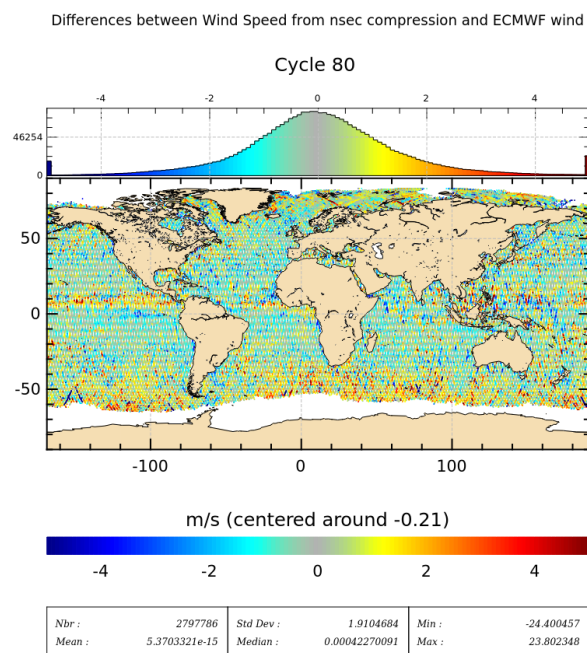 Differences between Wind Speed from nsec compression and ECMWF wind
Cycle 80
-4 -2 0 2 4
46254
0
50
0
-50
-100 0 100
m/s (centered around -0.21)
-4 -2 0 2 4
Nbr : 2797786 Std Dev : 1.9104684 Min : -24.400457
Mean : 5.3703321e-15 Median : 0.00042270091 Max : 23.802348